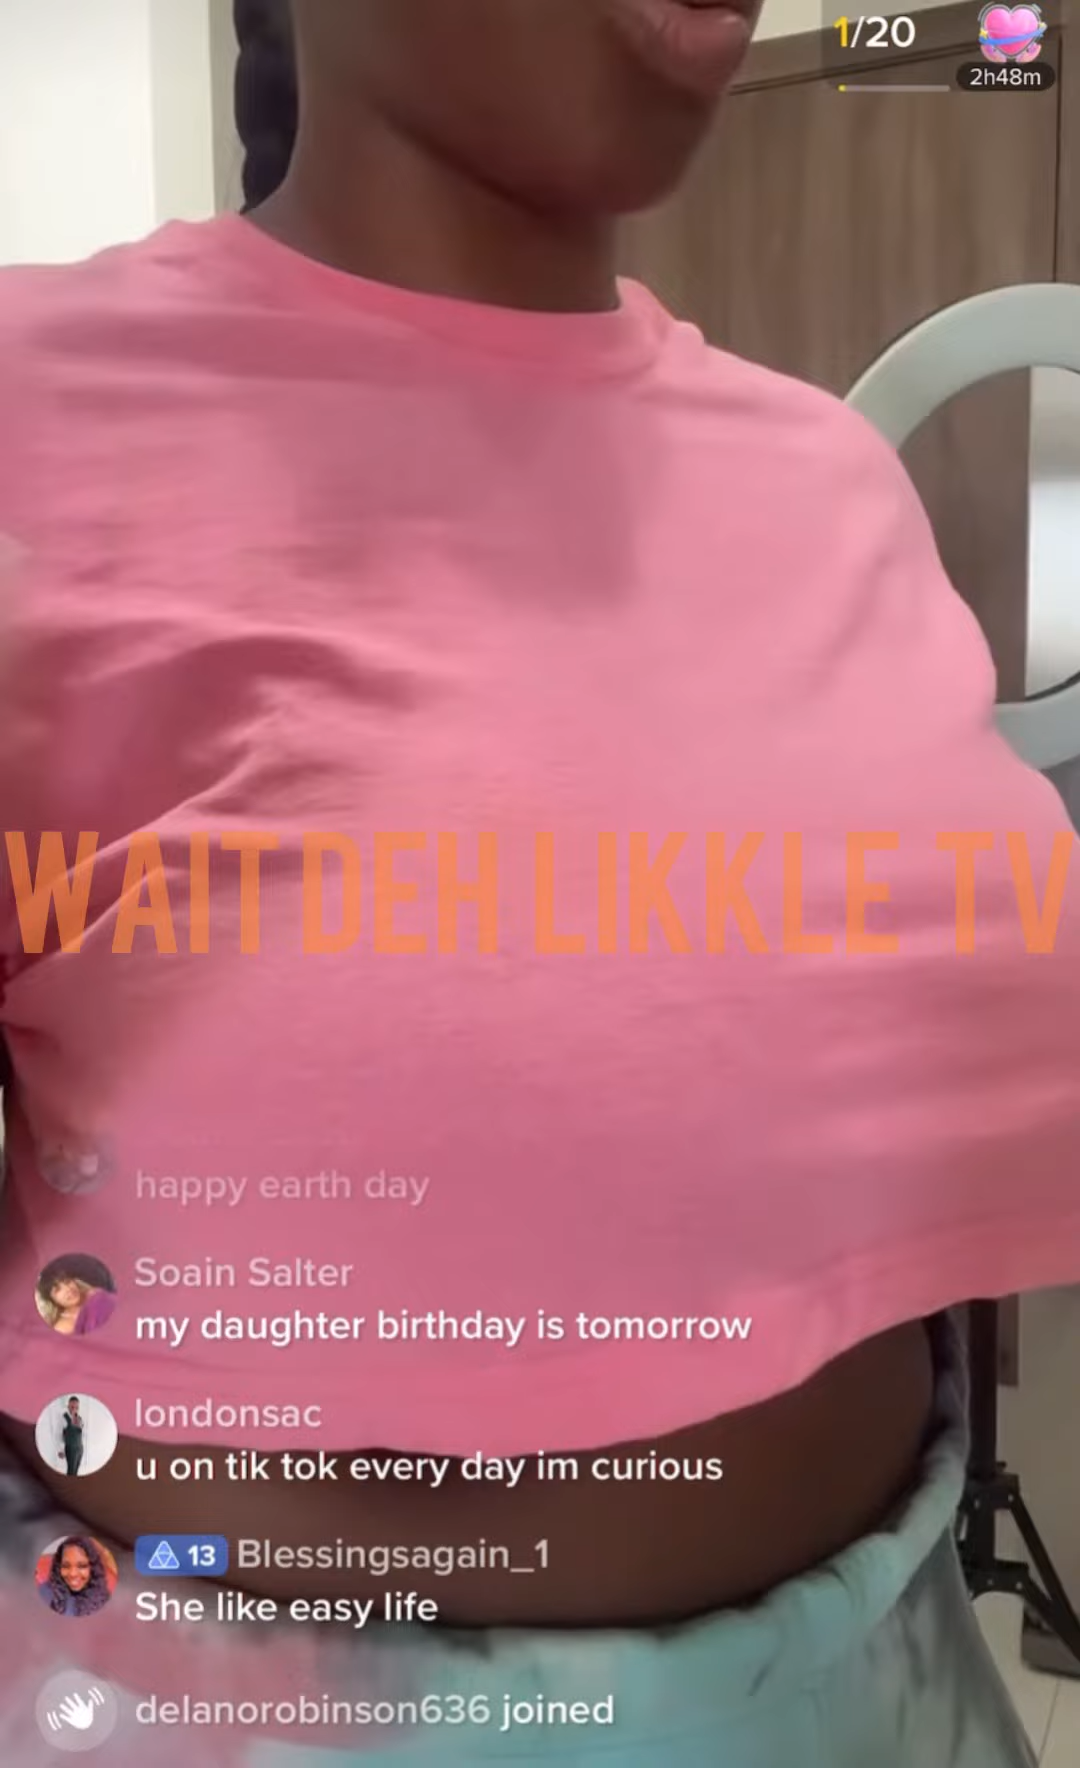 1/20
2h48m
WAIT DEH LIKKLE TV
happy earth day
Soain Salter
my daughter birthday is tomorrow
londonsac
u on tik tok every day im curious
13 Blessingsagain_1
She like easy life
delanorobinson636 joined